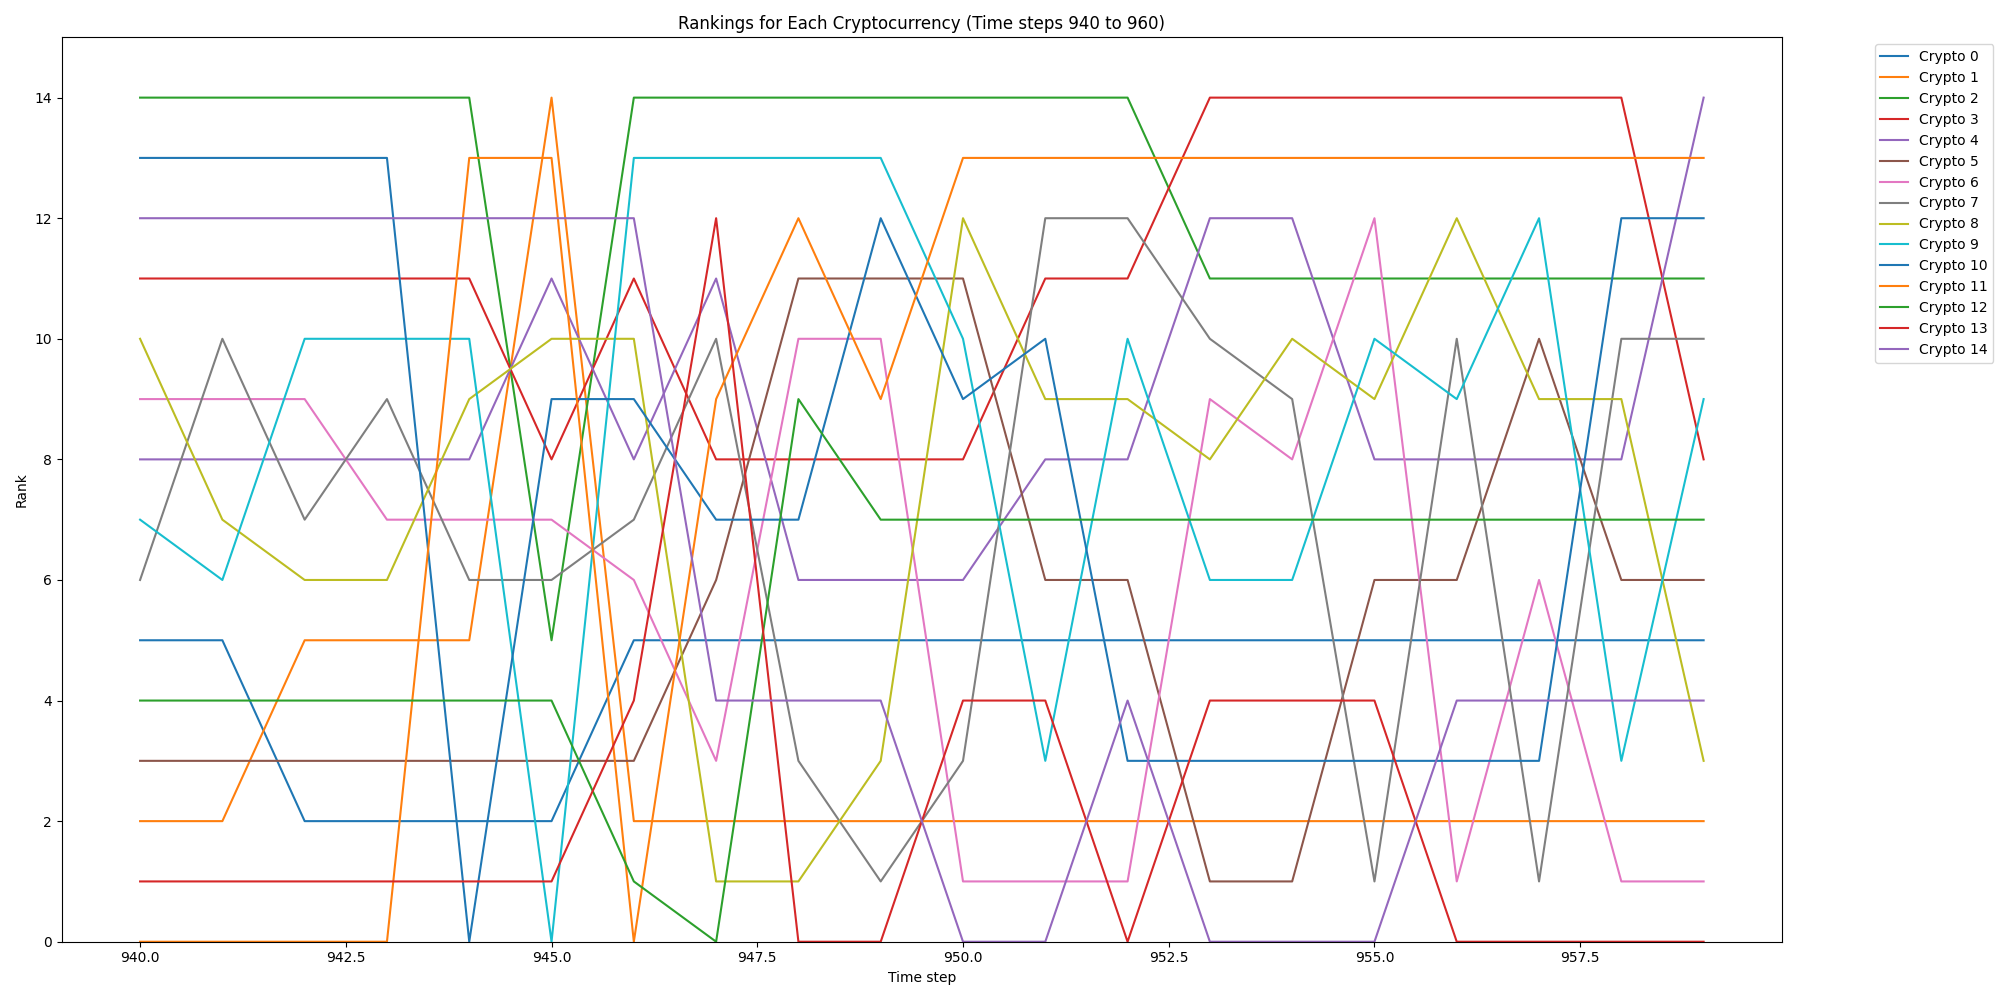 Rankings for Each Cryptocurrency (Time steps 940 to 960)
Rank
14
12
10
8
6
4
2
0
940.0
942.5
945.0
947.5
950.0
952.5
955.0
957.5
Time step
Crypto 0
Crypto 1
Crypto 2
Crypto 3
Crypto 4
Crypto 5
Crypto 6
Crypto 7
Crypto 8
Crypto 9
Crypto 10
Crypto 11
Crypto 12
Crypto 13
Crypto 14